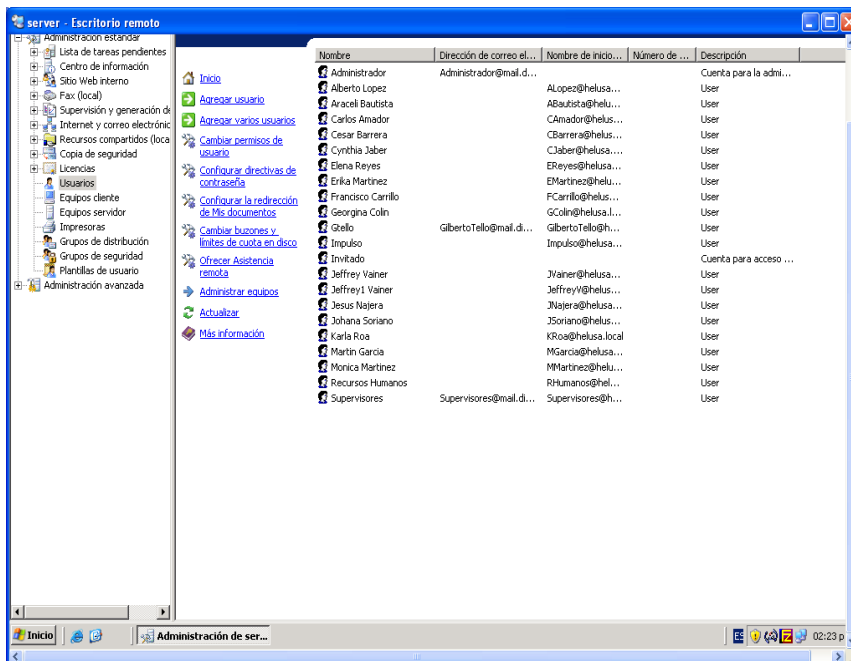 server - Escritorio remoto
Administración estándar
Lista de tareas pendientes
Centro de información
Sitio Web interno
Fax (local)
Supervisión y generación de
Internet y correo electrónic
Recursos compartidos (loca
Copia de seguridad
Licencias
Usuarios
Equipos cliente
Equipos servidor
Impresoras
Grupos de distribución
Grupos de seguridad
Plantillas de usuario
Administración avanzada
Inicio
Agregar usuario
Agregar varios usuarios
Cambiar permisos de
usuario
Configurar directivas de
contraseña
Configurar la redirección
de Mis documentos
Cambiar buzones y
límites de cuota en disco
Ofrecer Asistencia
remota
Administrar equipos
Actualizar
Más información
Nombre Dirección de correo el... Nombre de inicio... Número de ... Descripción
Administrador Administrador@mail.d... Cuenta para la admi...
Alberto Lopez ALopez@helusa... User
Araceli Bautista ABautista@helu... User
Carlos Amador CAmador@helus... User
Cesar Barrera CBarrera@helus... User
Cynthia Jaber CJaber@helusa.... User
Elena Reyes EReyes@helusa... User
Erika Martinez EMartinez@helu... User
Francisco Carrillo FCarrillo@helus... User
Georgina Colin GColin@helusa.l... User
Gtello GilbertoTello@mail.di... GilbertoTello@h... User
Impulso Impulso@helusa... User
Invitado Cuenta para acceso ...
Jeffrey Vainer JVainer@helusa... User
Jeffrey1 Vainer JeffreyV@helus... User
Jesus Najera JNajera@helusa... User
Johana Soriano JSoriano@helus... User
Karla Roa KRoa@helusa.local User
Martin Garcia MGarcia@helusa... User
Monica Martinez MMartinez@helu... User
Recursos Humanos RHumanos@hel... User
Supervisores Supervisores@mail.di... Supervisores@h... User
Inicio
Administración de ser...
ES
02:23 p